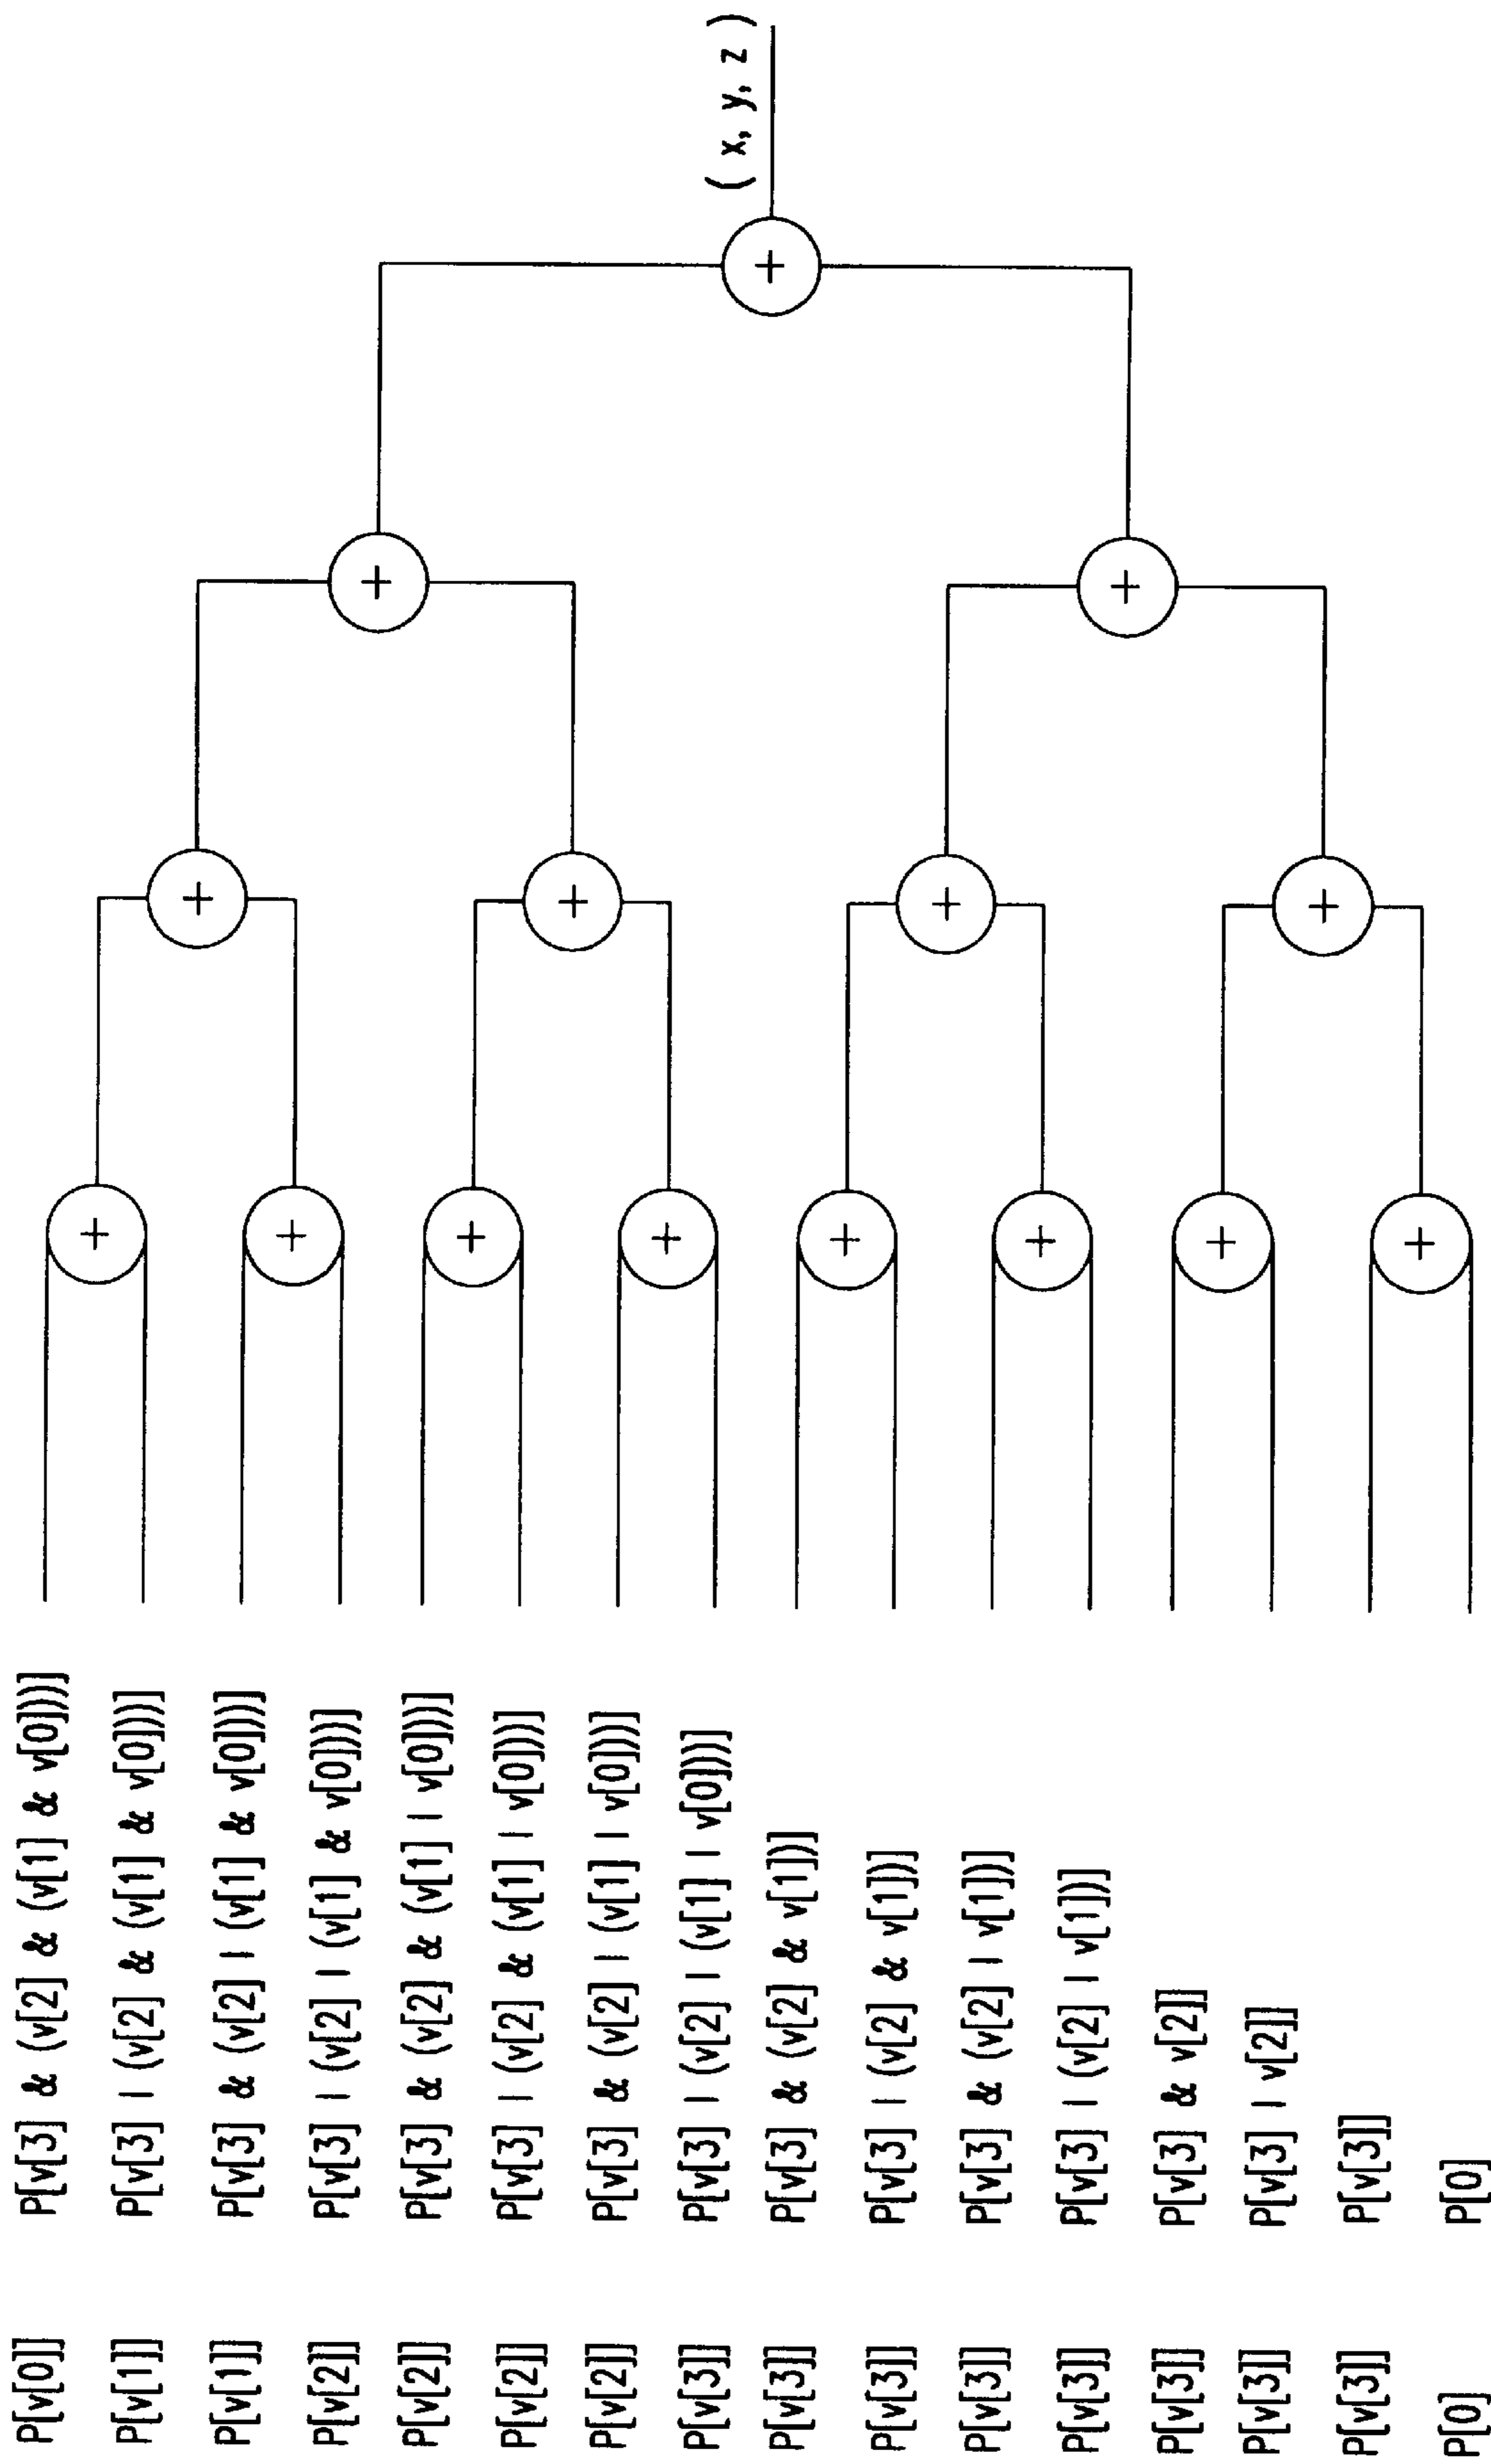 P[v[0]] P[v[3] & (v[2] & (v[1] & v[0]))]
P[v[1]] P[v[3] | (v[2] & (v[1] & v[0]))]
P[v[1]] P[v[3] & (v[2] | (v[1] & v[0]))]
P[v[2]] P[v[3] | (v[2] | (v[1] & v[0]))]
P[v[2]] P[v[3] & (v[2] & (v[1] | v[0]))]
P[v[2]] P[v[3] | (v[2] & (v[1] | v[0]))]
P[v[2]] P[v[3] & (v[2] | (v[1] | v[0]))]
P[v[3]] P[v[3] | (v[2] | (v[1] | v[0]))]
( x, y, z )
P[v[3]] P[v[3] & (v[2] & v[1])]
P[v[3]] P[v[3] | (v[2] & v[1])]
P[v[3]] P[v[3] & (v[2] | v[1])]
P[v[3]] P[v[3] | (v[2] | v[1])]
P[v[3]] P[v[3] & v[2]]
P[v[3]] P[v[3] | v[2]]
P[v[3]] P[v[3]]
P[0] P[0]